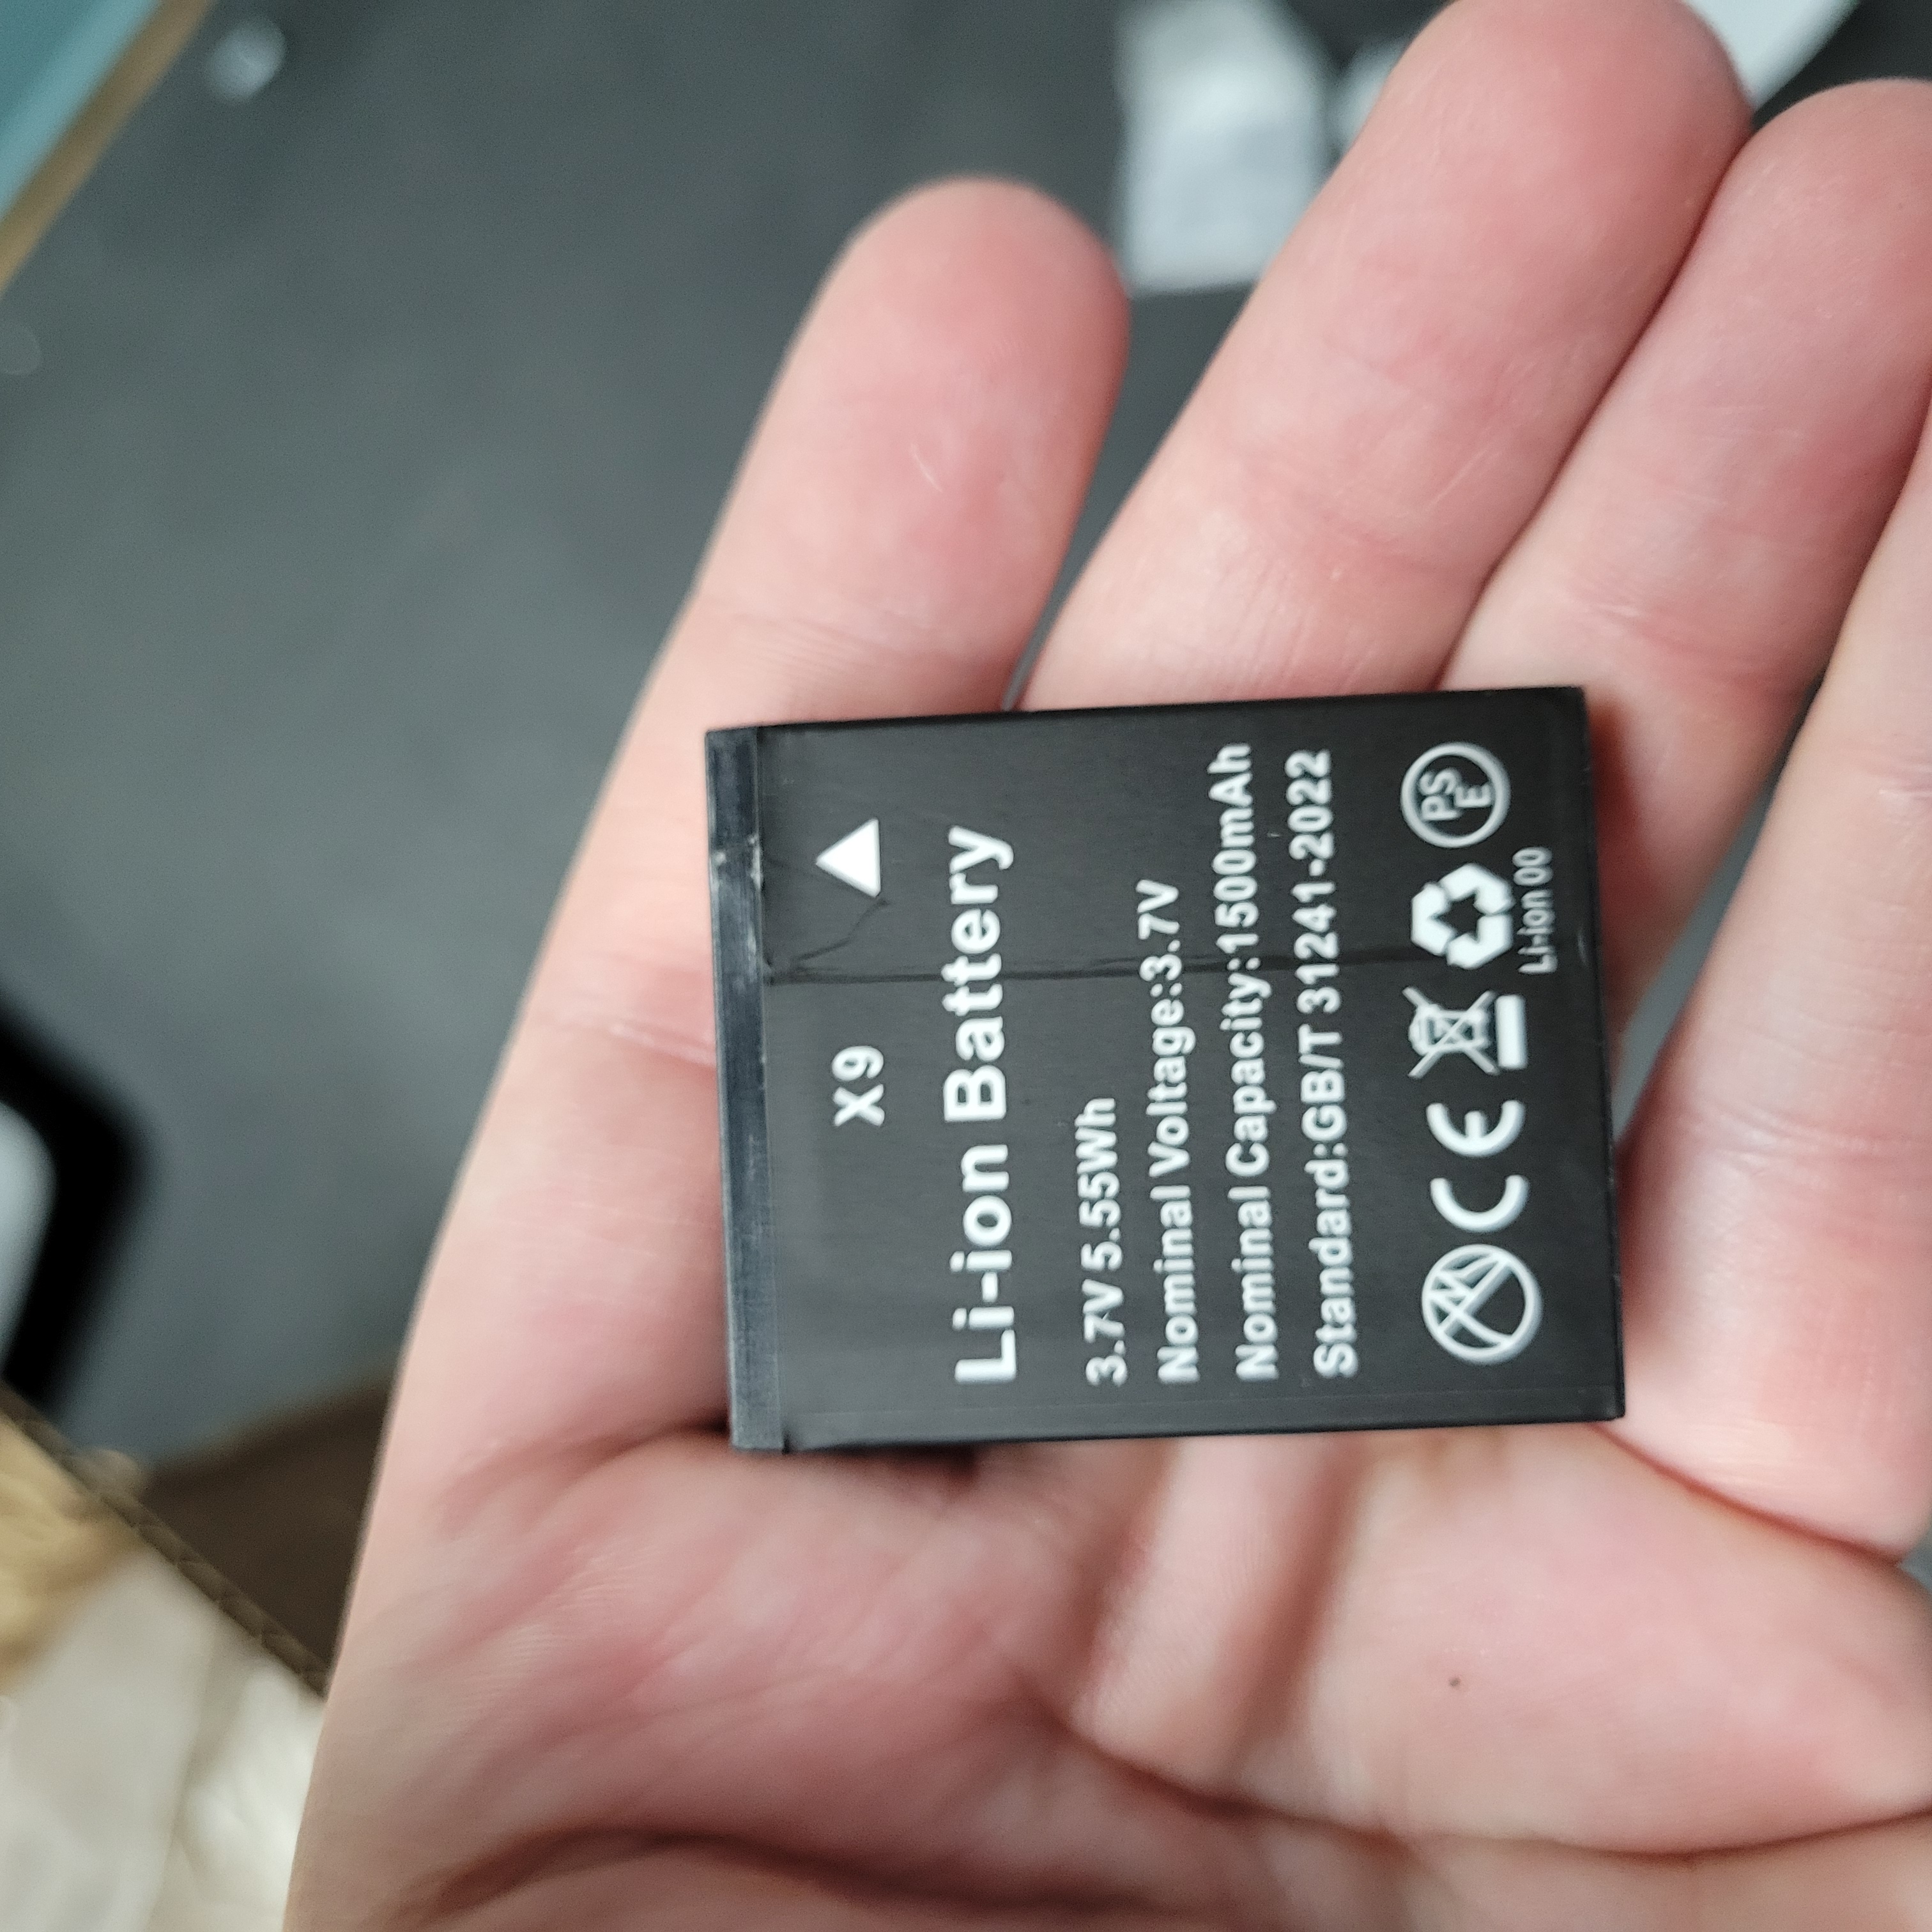 X9
Li-ion Battery
3.7V 5.55Wh
Nominal Voltage:3.7V
Nominal Capacity:1500mAh
Standard:GB/T 31241-2022
CE
PS
E
Li-ion 00